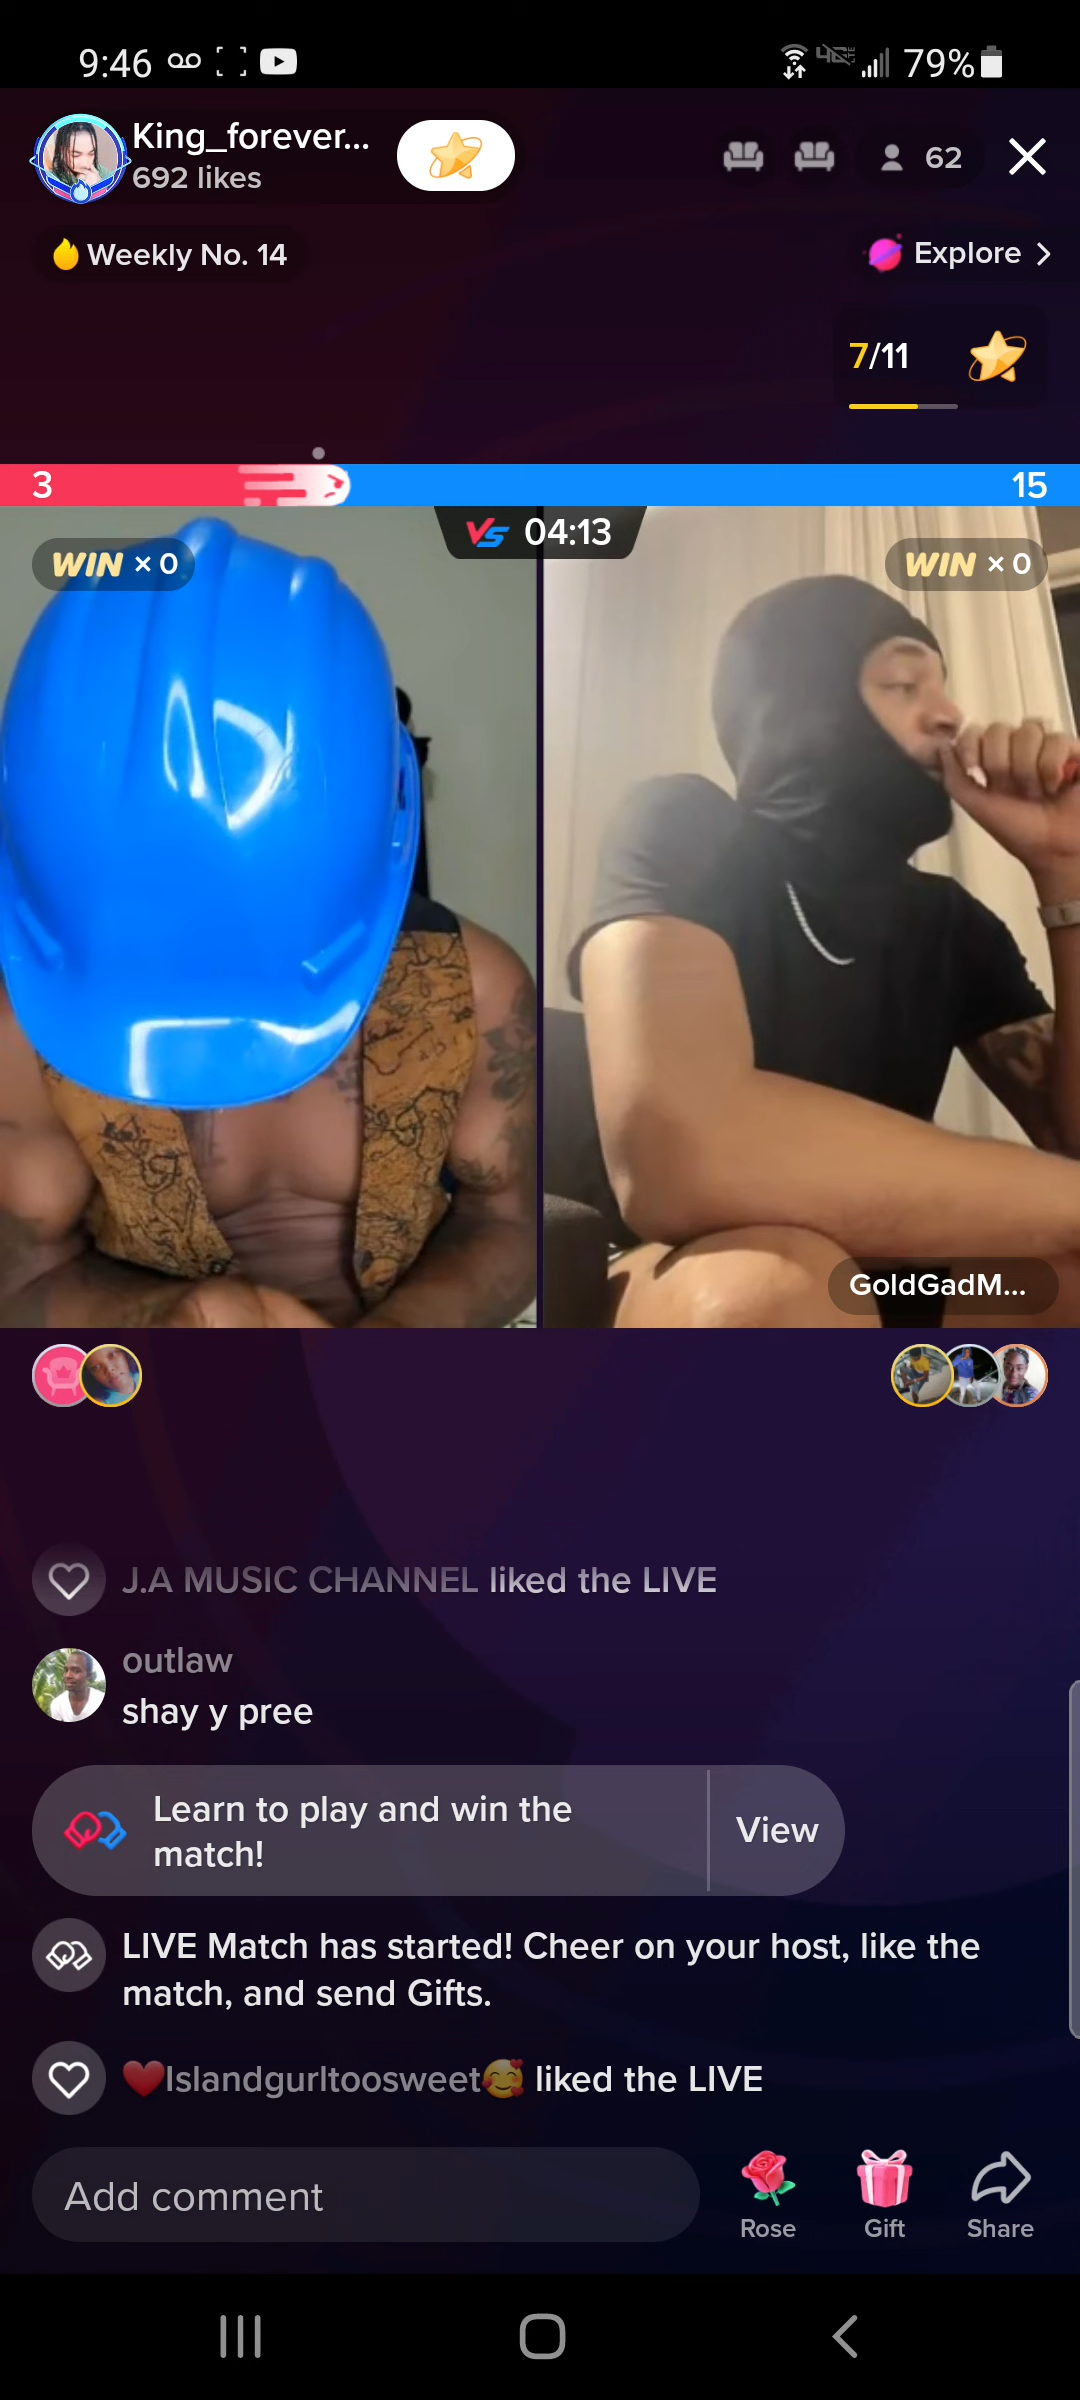 9:46
79%
King_forever...
692 likes
62
Weekly No. 14
Explore
7/11
3
15
VS 04:13
WIN × 0
WIN × 0
GoldGadM...
J.A MUSIC CHANNEL liked the LIVE
outlaw
shay y pree
Learn to play and win the
match!
View
LIVE Match has started! Cheer on your host, like the
match, and send Gifts.
❤️Islandgurltoosweet🥰 liked the LIVE
Add comment
Rose
Gift
Share